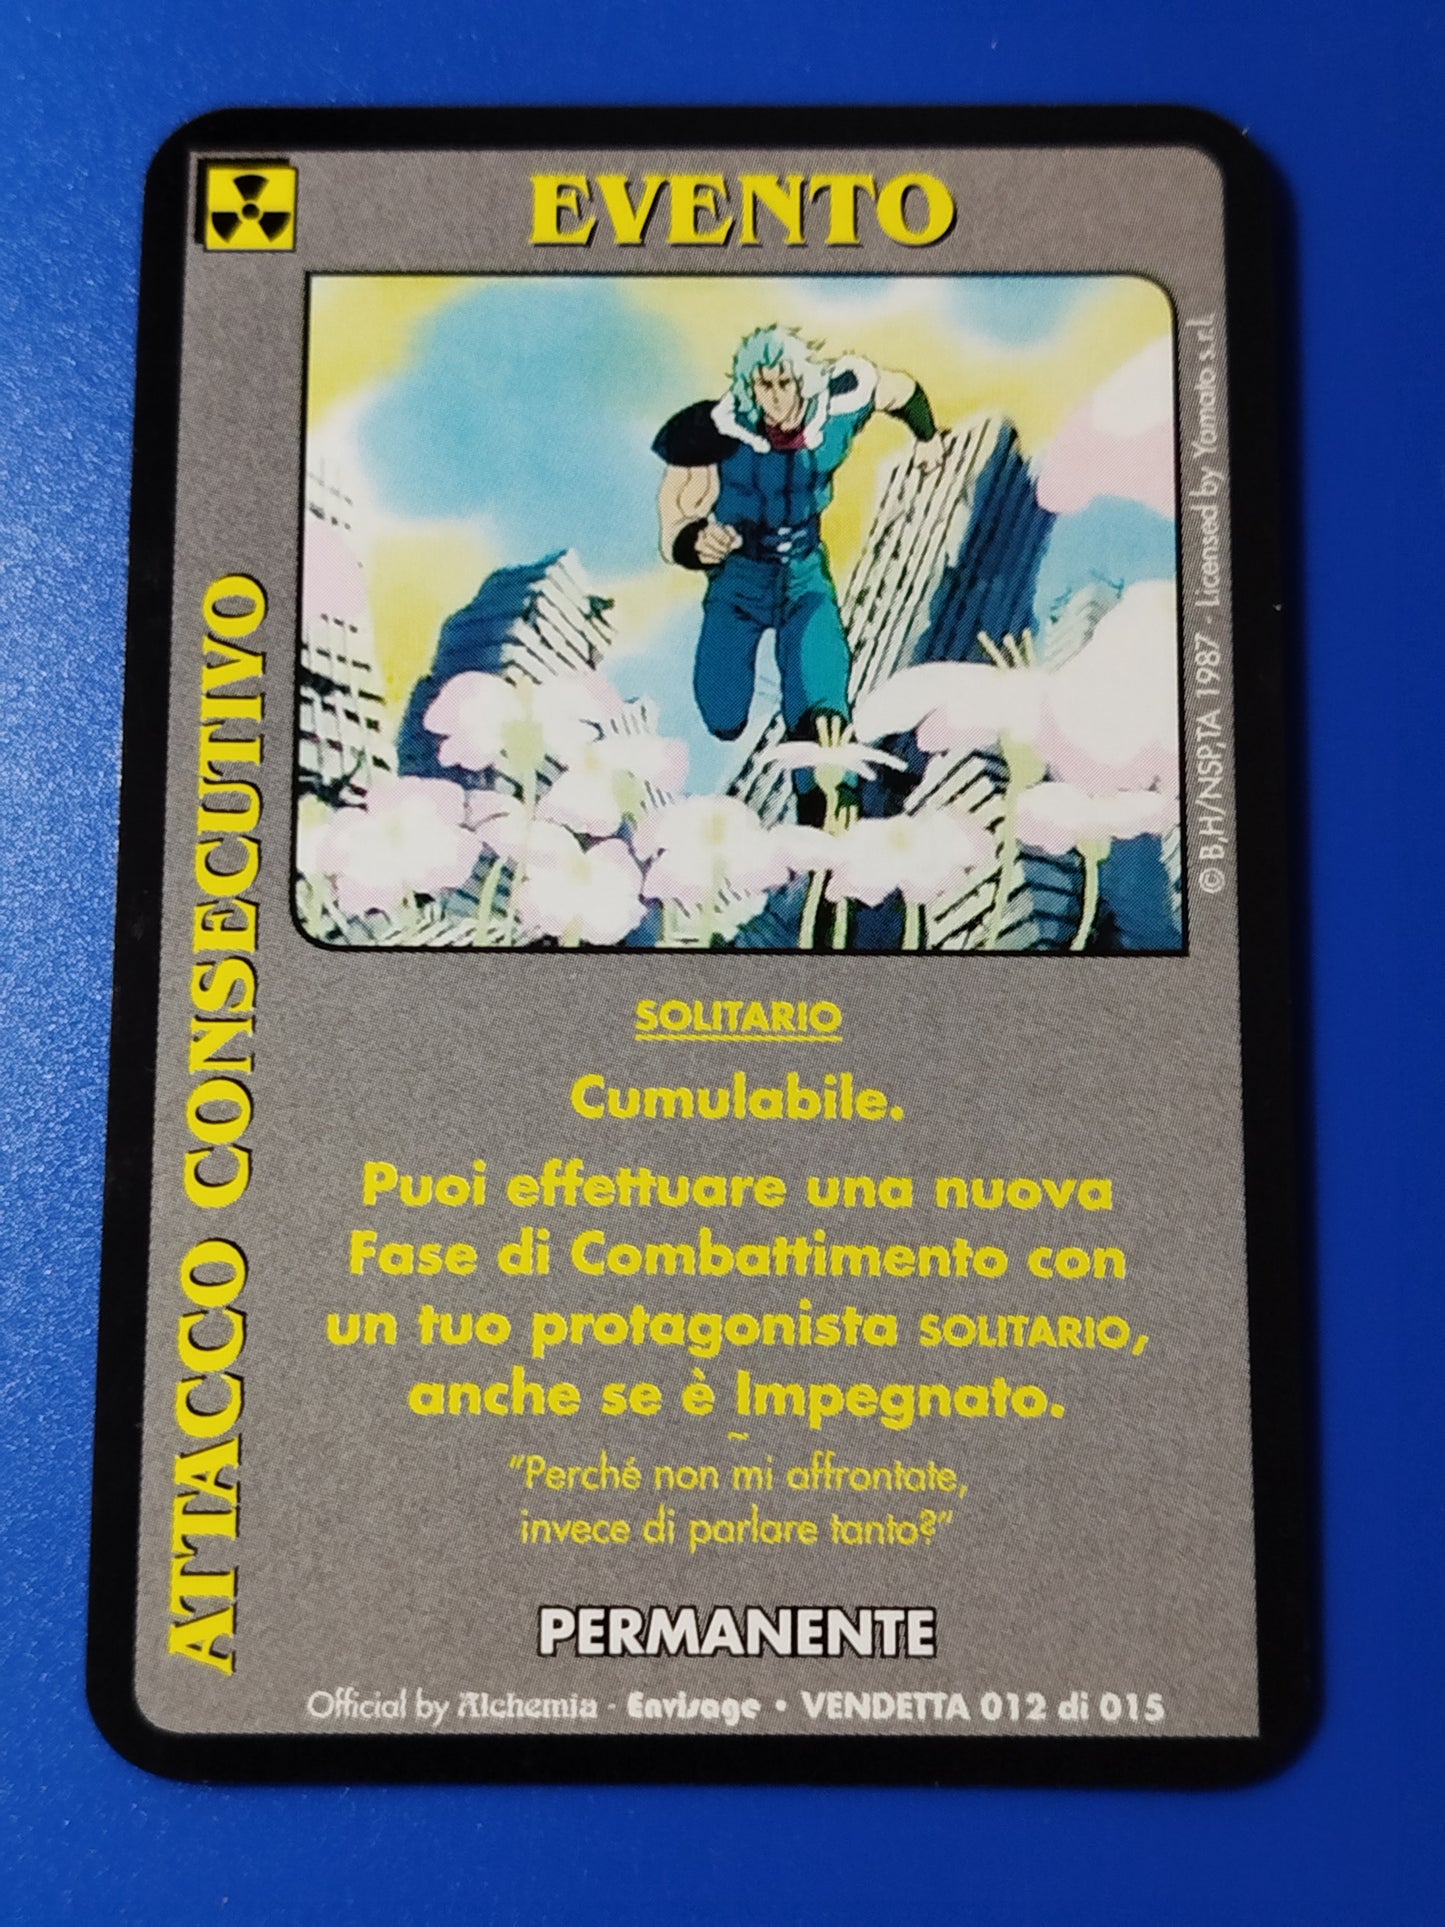 EVENTO
ATTACCO CONSECUTIVO
© B,H/NSP,TA 1987 - Licensed by Yamato s.r.l.
SOLITARIO
Cumulabile.
Puoi effettuare una nuova
Fase di Combattimento con
un tuo protagonista SOLITARIO,
anche se è Impegnato.
~
"Perché non mi affrontate,
invece di parlare tanto?"
PERMANENTE
Official by Alchemia - Envisage • VENDETTA 012 di 015